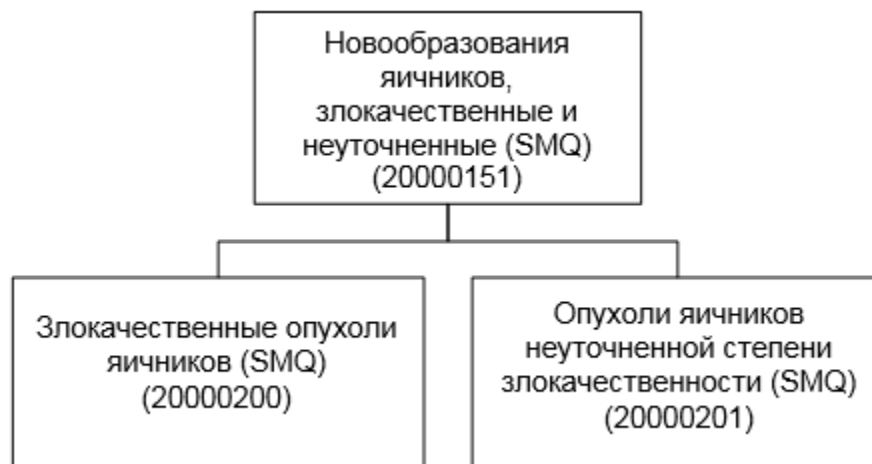 Новообразования
яичников,
злокачественные и
неуточненные (SMQ)
(20000151)
Злокачественные опухоли
яичников (SMQ)
(20000200)
Опухоли яичников
неуточненной степени
злокачественности (SMQ)
(20000201)